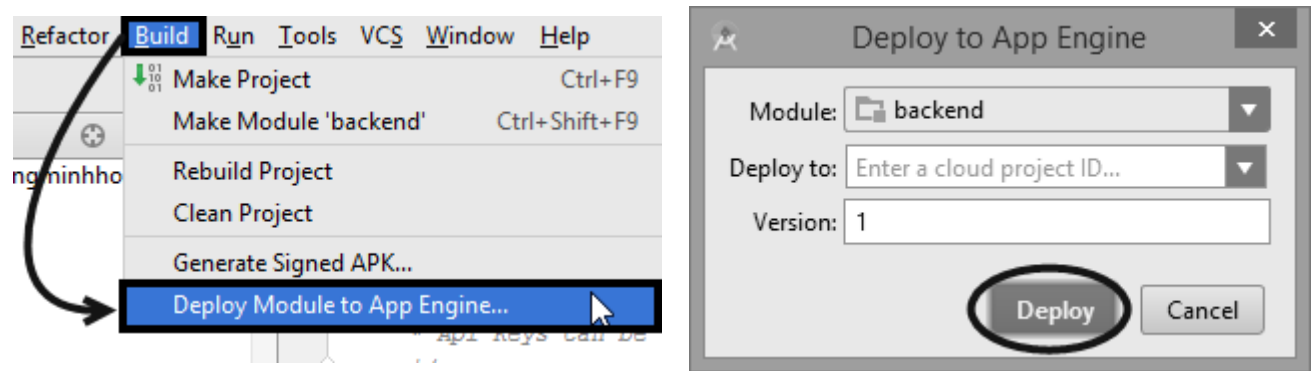 Refactor Build Run Tools VCS Window Help
Make Project Ctrl+F9
Make Module 'backend' Ctrl+Shift+F9
Rebuild Project
Clean Project
Generate Signed APK...
Deploy Module to App Engine...
Deploy to App Engine
Module: backend
Deploy to: Enter a cloud project ID...
Version: 1
Deploy Cancel